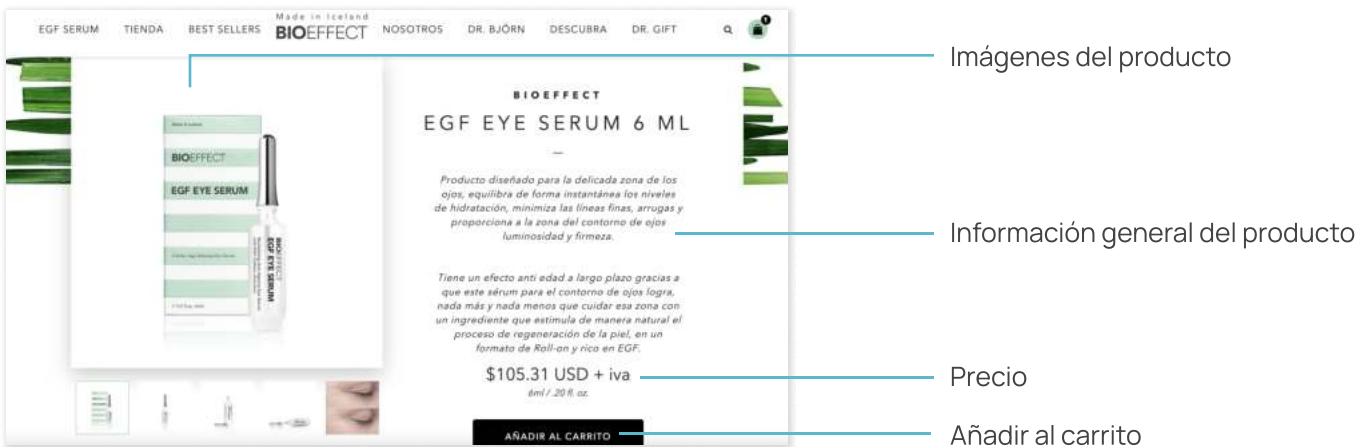 Made in Iceland
EGF SERUM TIENDA BEST SELLERS BIOEFFECT NOSOTROS DR. BJÖRN DESCUBRA DR. GIFT
1
Imágenes del producto
BIOEFFECT
EGF EYE SERUM 6 ML
BIOEFFECT
EGF EYE SERUM
BIOEFFECT
EGF EYE SERUM
Producto diseñado para la delicada zona de los
ojos, equilibra de forma instantánea los niveles
de hidratación, minimiza las líneas finas, arrugas y
proporciona a la zona del contorno de ojos
luminosidad y firmeza.
Información general del producto
Tiene un efecto anti edad a largo plazo gracias a
que este sérum para el contorno de ojos logra,
nada más y nada menos que cuidar esa zona con
un ingrediente que estimula de manera natural el
proceso de regeneración de la piel, en un
formato de Roll-on y rico en EGF.
$105.31 USD + iva
Precio
6ml / .20 fl. oz.
AÑADIR AL CARRITO
Añadir al carrito